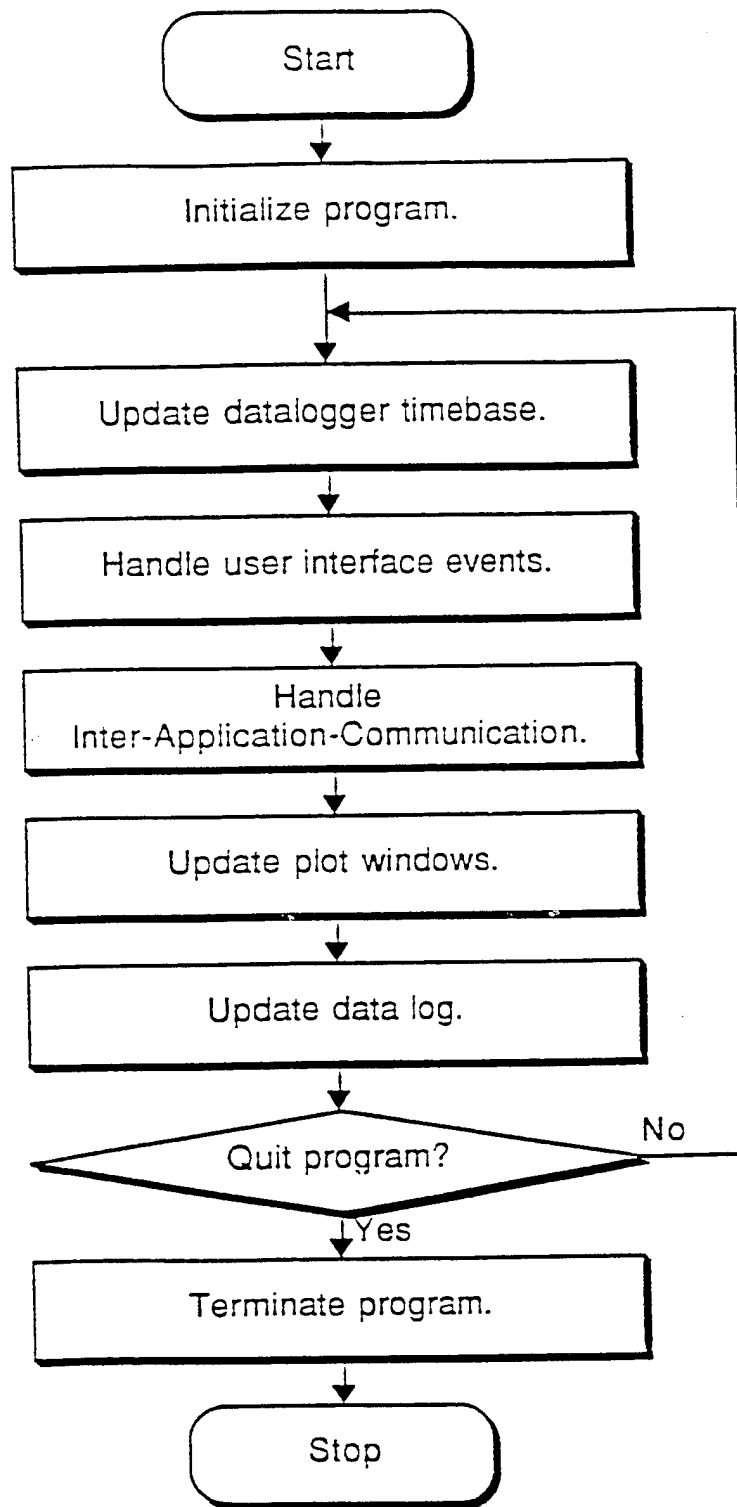 Start
Initialize program.
Update datalogger timebase.
Handle user interface events.
Handle
Inter-Application-Communication.
Update plot windows.
Update data log.
Quit program?
No
Yes
Terminate program.
Stop